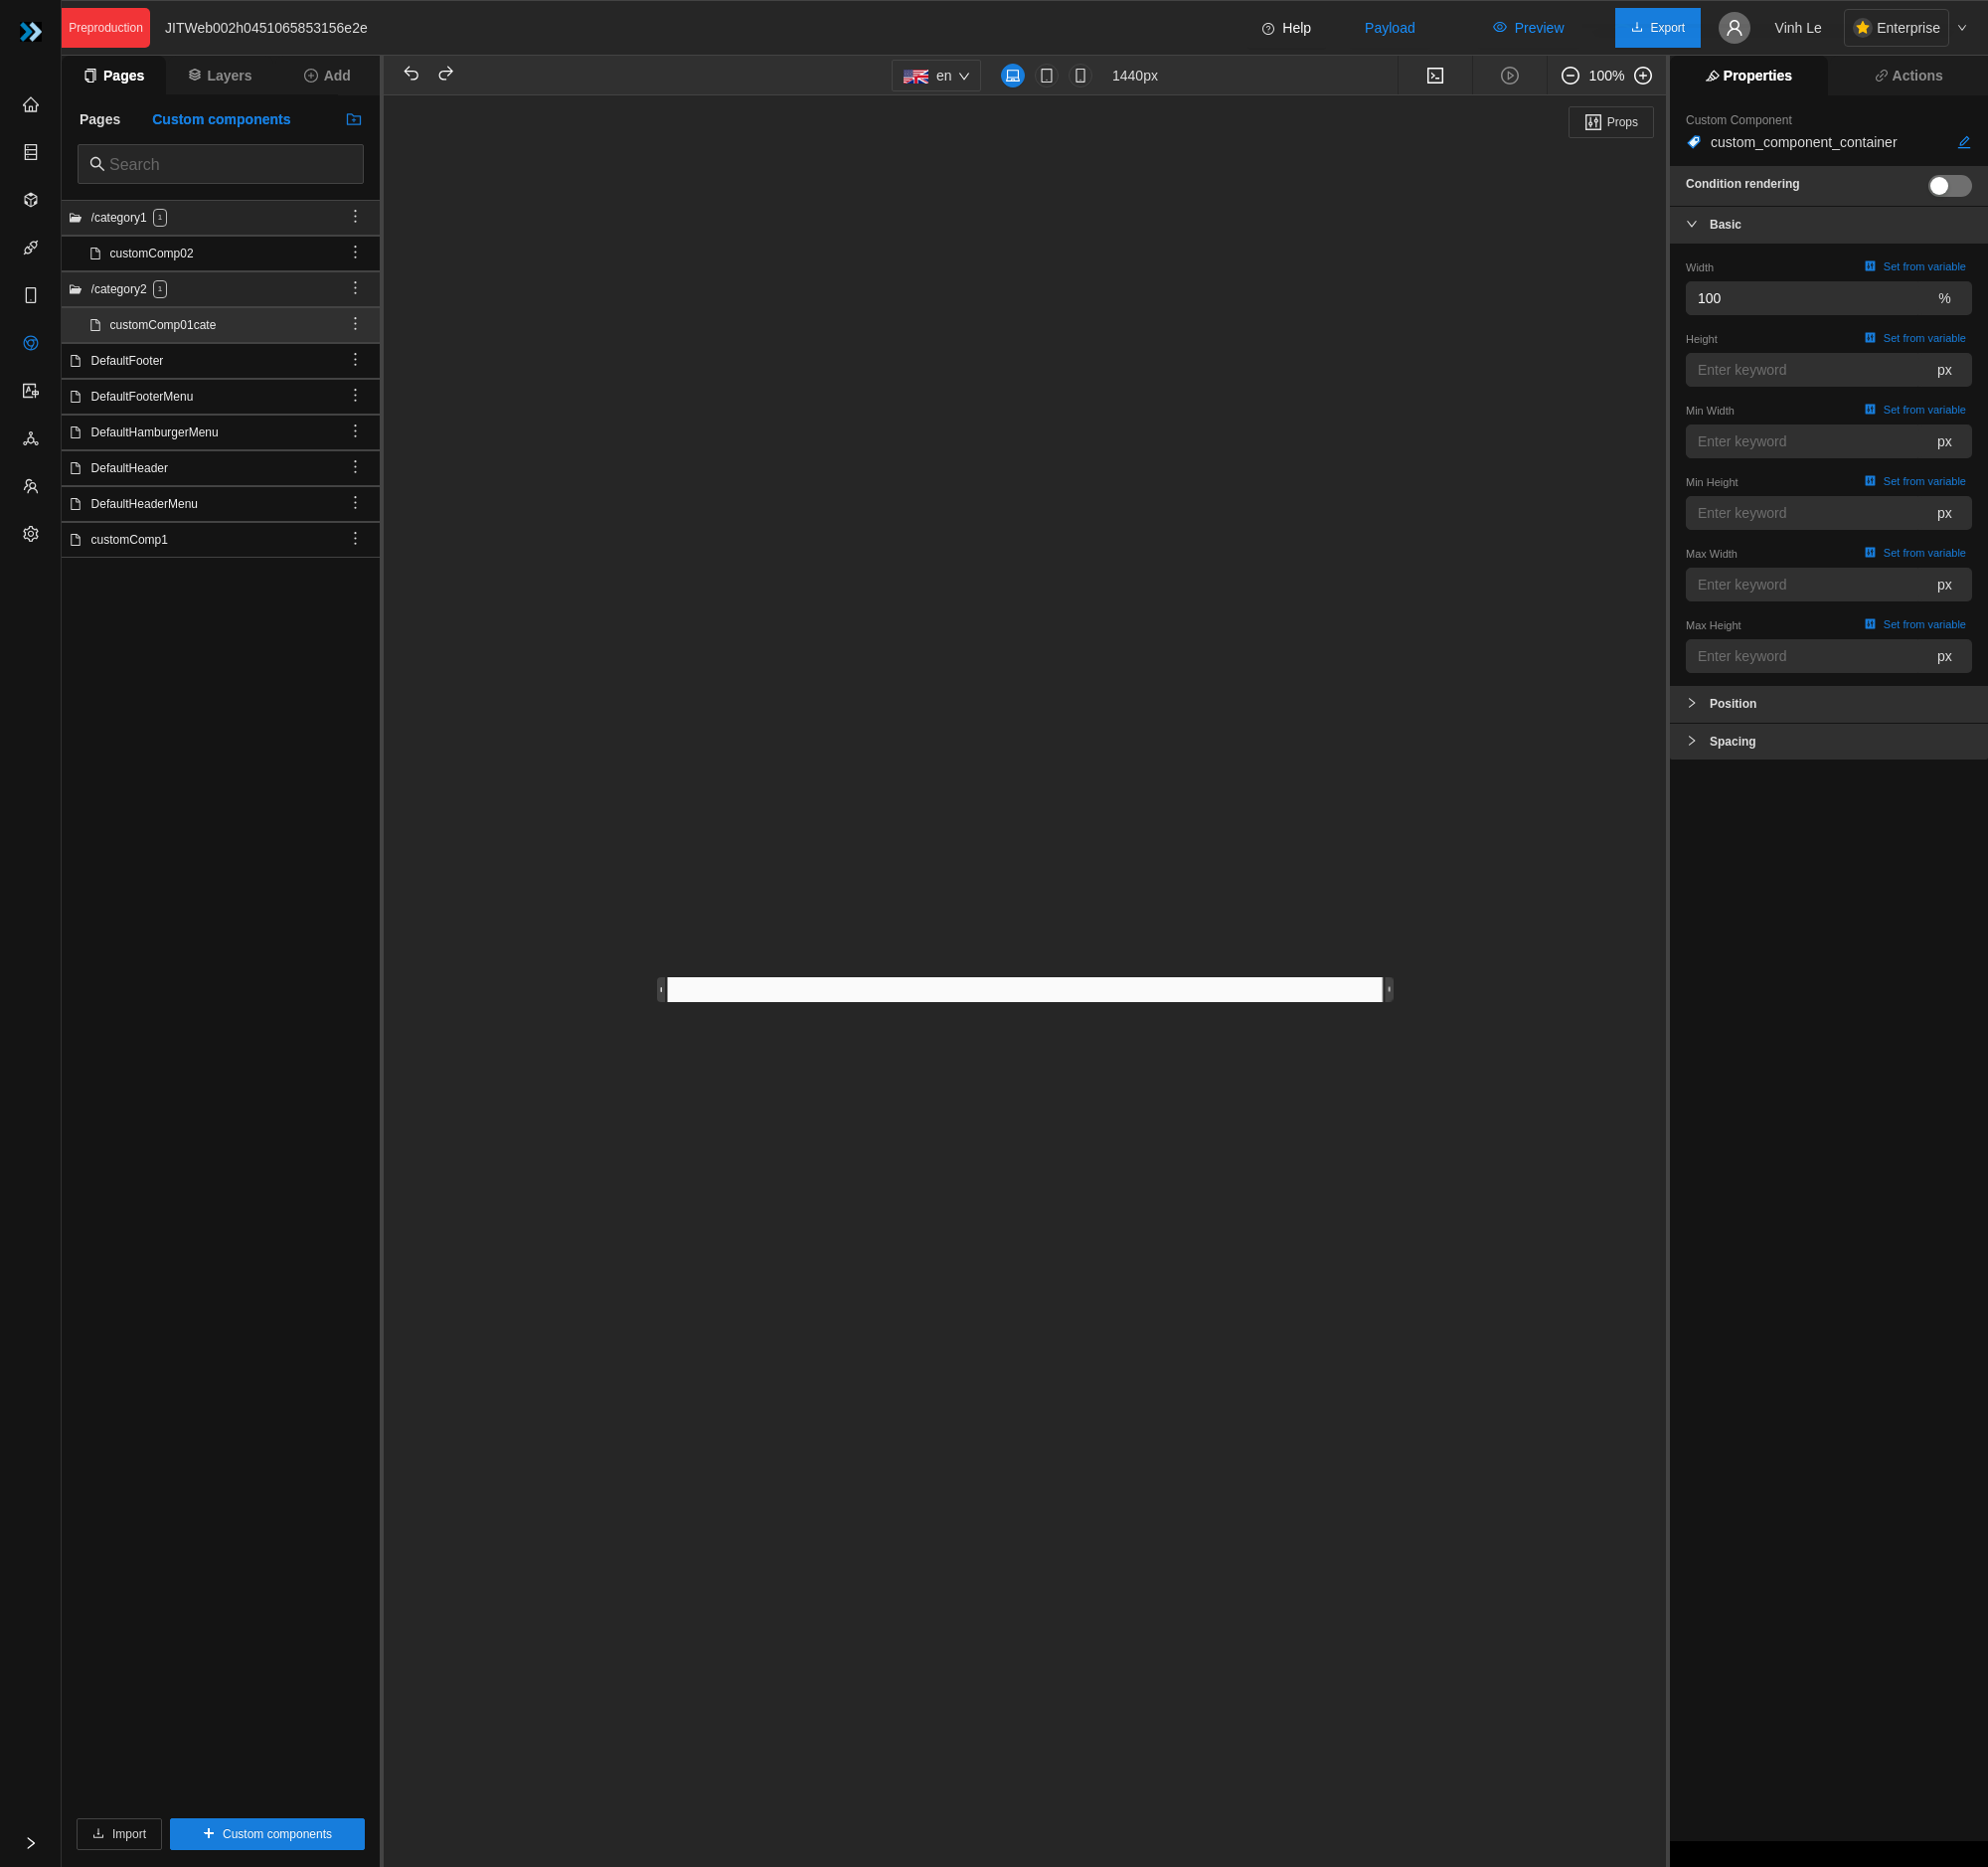 Preproduction JITWeb002h0451065853156e2e Help Payload Preview Export Vinh Le Enterprise
Pages Layers Add
en 1440px 100%
Properties Actions
Pages Custom components
Search
/category1 1
customComp02
/category2 1
customComp01cate
DefaultFooter
DefaultFooterMenu
DefaultHamburgerMenu
DefaultHeader
DefaultHeaderMenu
customComp1
Import Custom components
Props
Custom Component
custom_component_container
Condition rendering
Basic
Width Set from variable
100 %
Height Set from variable
Enter keyword px
Min Width Set from variable
Enter keyword px
Min Height Set from variable
Enter keyword px
Max Width Set from variable
Enter keyword px
Max Height Set from variable
Enter keyword px
Position
Spacing